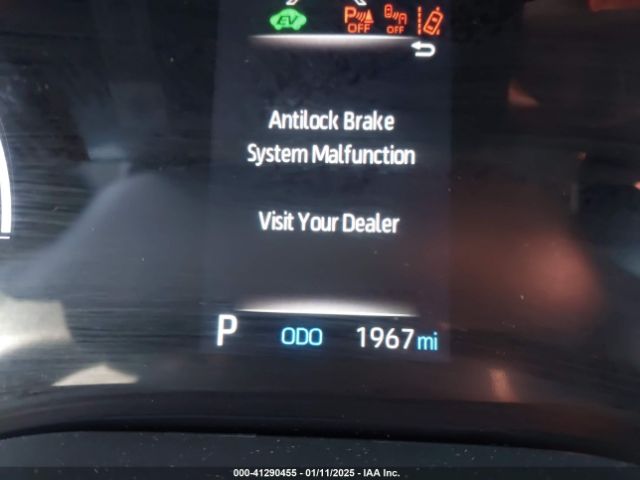 EV
P OFF
OFF
Antilock Brake
System Malfunction
Visit Your Dealer
P ODO 1967 mi
000-41290455 - 01/11/2025 - IAA Inc.